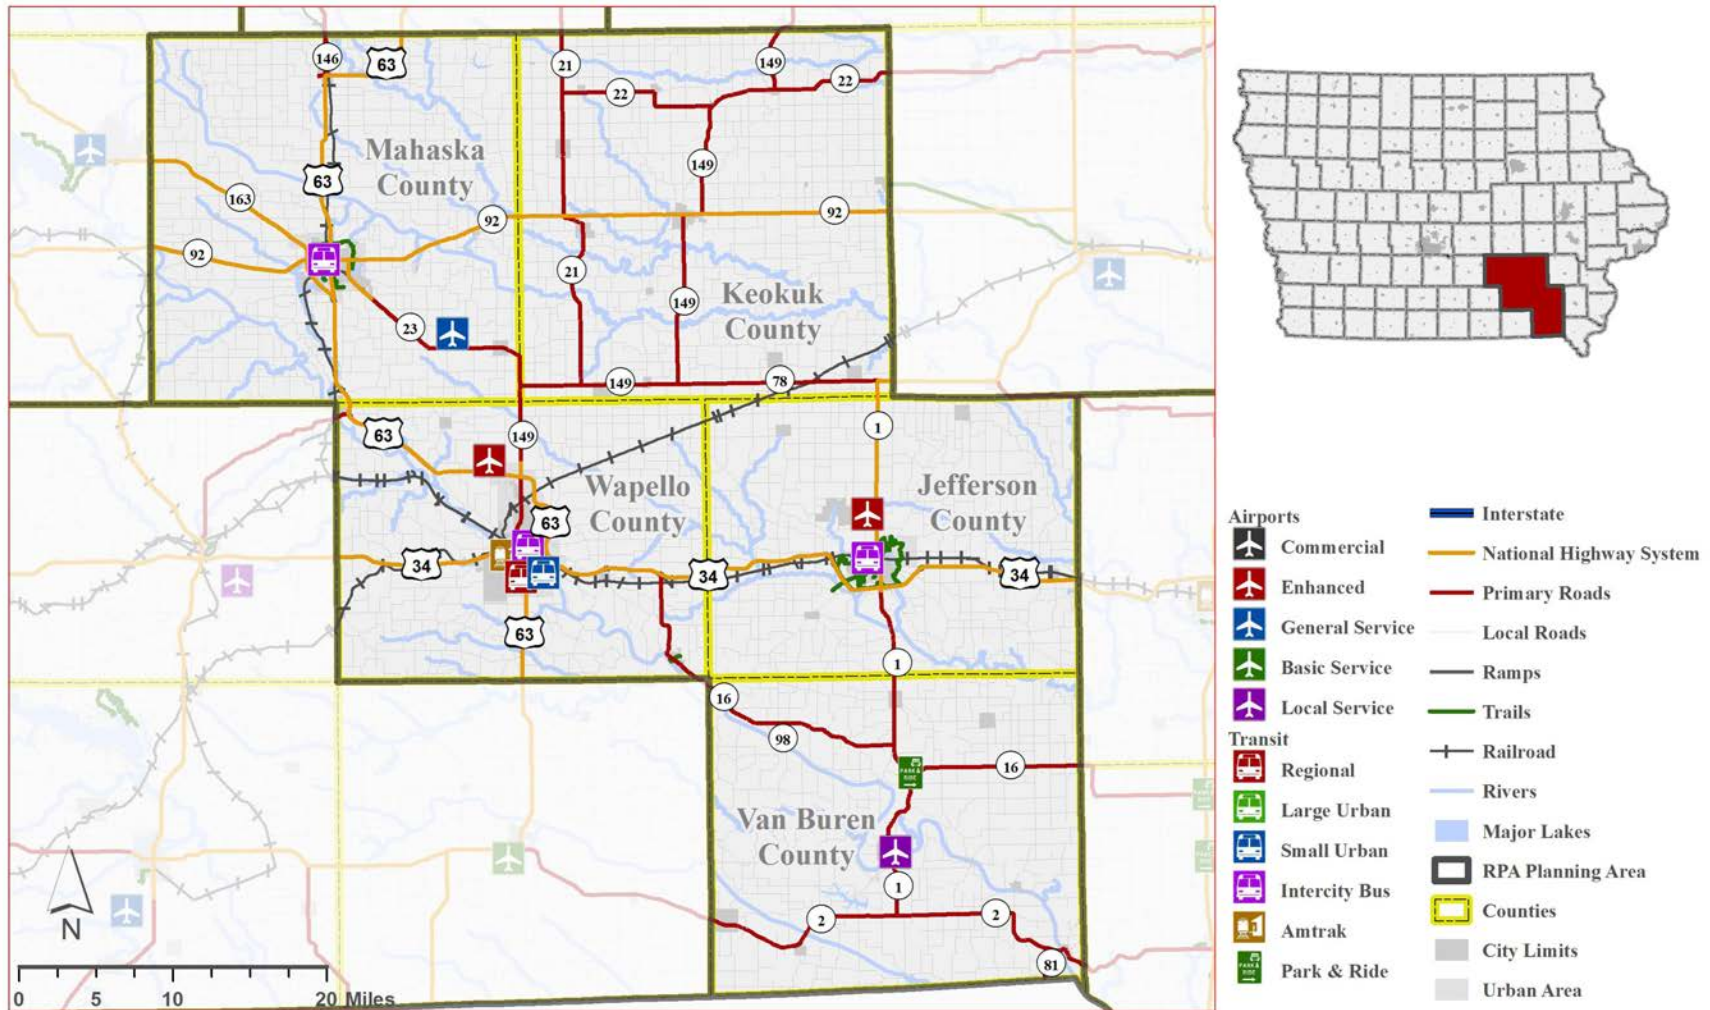 146
63
21
149
22
22
Mahaska
County
149
63
163
92
92
92
21
Keokuk
County
149
23
149
78
63
149
1
Wapello
County
Jefferson
County
63
34
34
34
63
1
16
98
16
Van Buren
County
1
2
2
81
N
0 5 10 20 Miles
Airports
Commercial
Enhanced
General Service
Basic Service
Local Service
Transit
Regional
Large Urban
Small Urban
Intercity Bus
Amtrak
Park & Ride
Interstate
National Highway System
Primary Roads
Local Roads
Ramps
Trails
Railroad
Rivers
Major Lakes
RPA Planning Area
Counties
City Limits
Urban Area
PARK &
RIDE
PARK &
RIDE